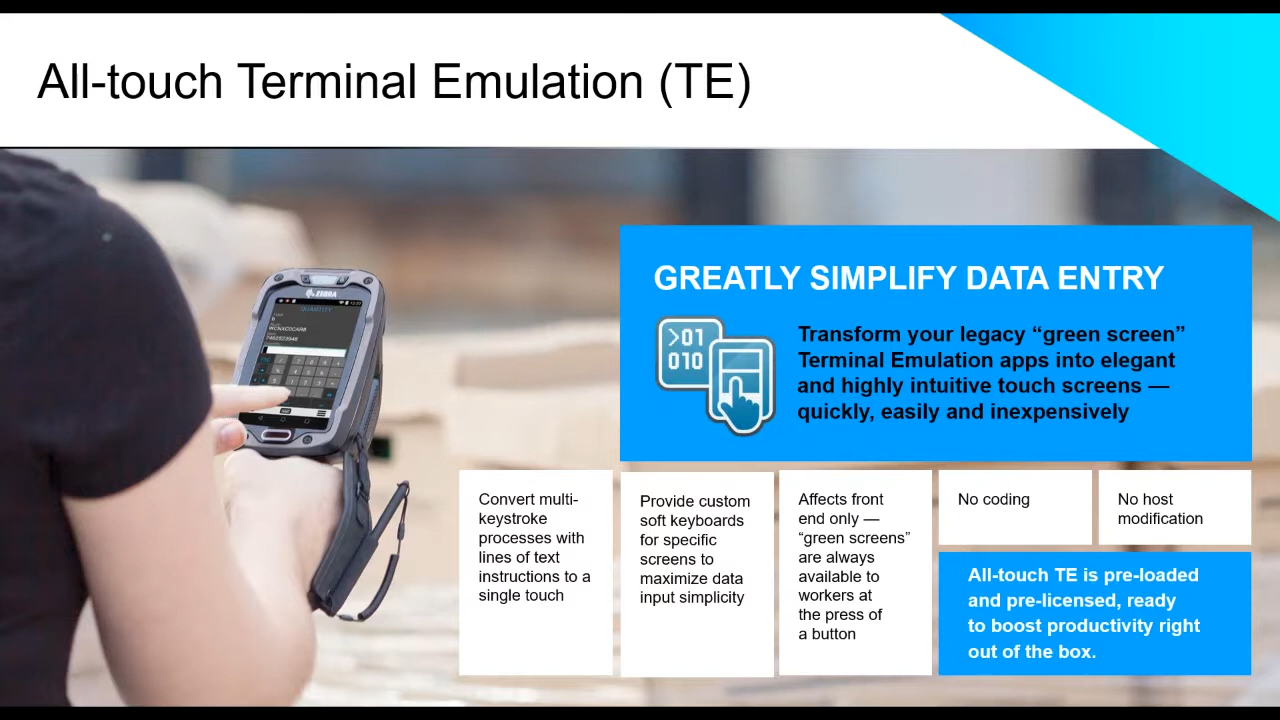 All-touch Terminal Emulation (TE)
ZEBRA
QUANTITY
GREATLY SIMPLIFY DATA ENTRY
>01
010
Transform your legacy “green screen”
Terminal Emulation apps into elegant
and highly intuitive touch screens —
quickly, easily and inexpensively
Convert multi-
keystroke
processes with
lines of text
instructions to a
single touch
Provide custom
soft keyboards
for specific
screens to
maximize data
input simplicity
Affects front
end only —
“green screens”
are always
available to
workers at
the press of
a button
No coding
No host
modification
All-touch TE is pre-loaded
and pre-licensed, ready
to boost productivity right
out of the box.